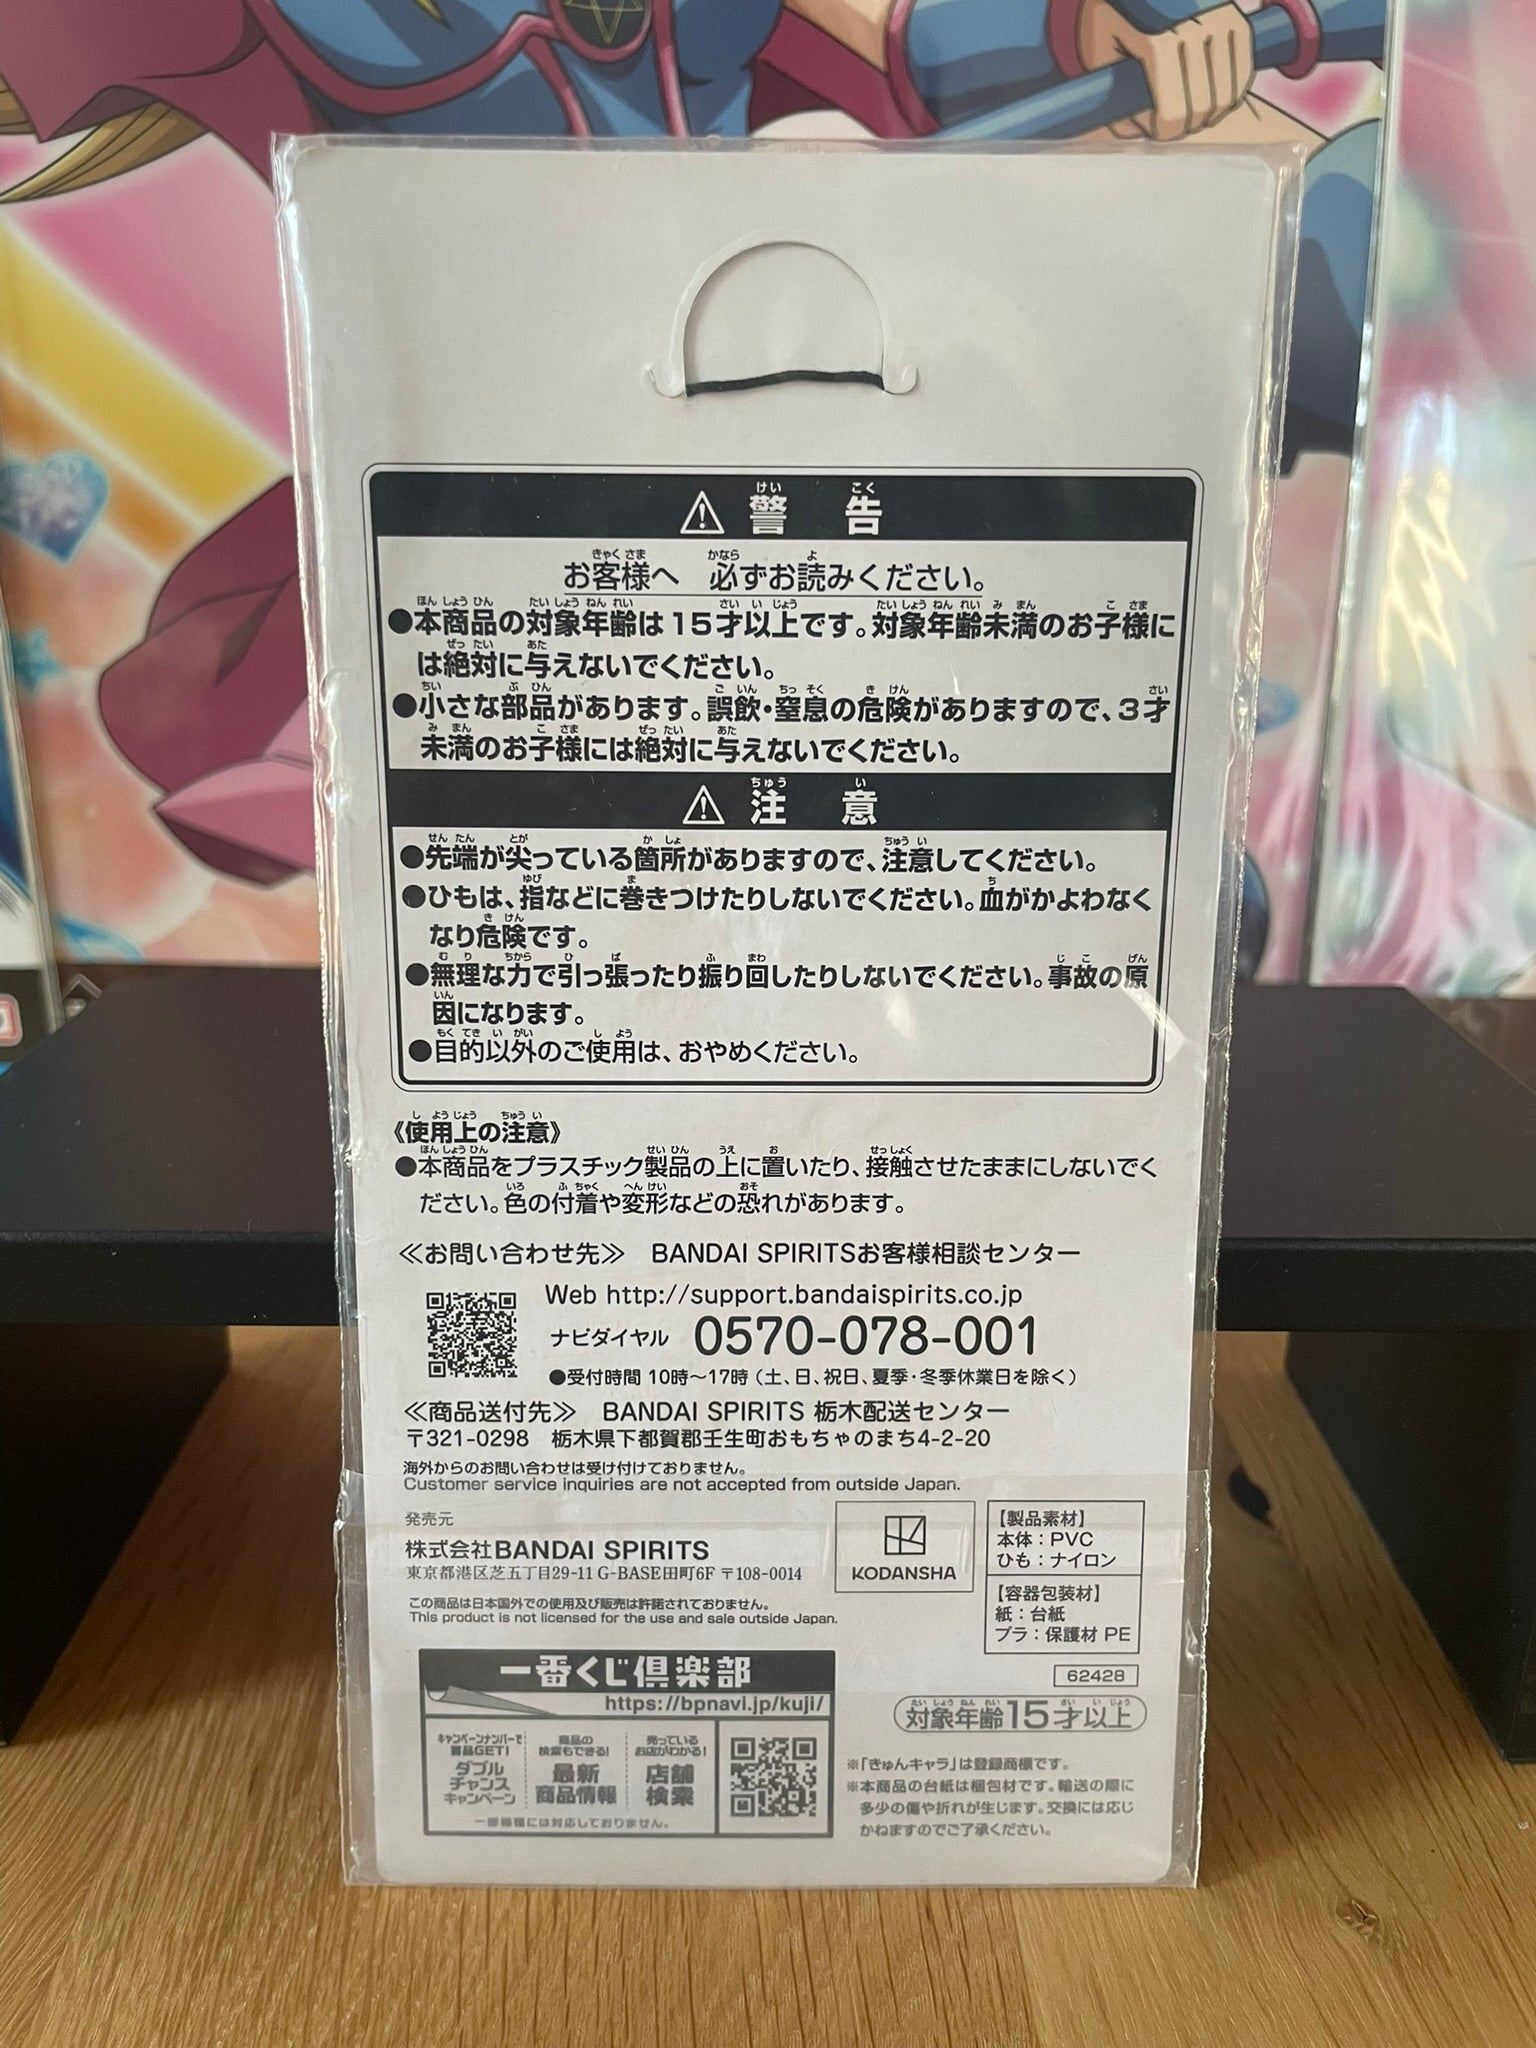 警告
お客様へ 必ずお読みください。
●本商品の対象年齢は15才以上です。対象年齢未満のお子様に
は絶対に与えないでください。
●小さな部品があります。誤飲・窒息の危険がありますので、3才
未満のお子様には絶対に与えないでください。
注意
●先端が尖っている箇所がありますので、注意してください。
●ひもは、指などに巻きつけたりしないでください。血がかよわなく
なり危険です。
●無理な力で引っ張ったり振り回したりしないでください。事故の原
因になります。
●目的以外のご使用は、おやめください。
《使用上の注意》
●本商品をプラスチック製品の上に置いたり、接触させたままにしないでく
ださい。色の付着や変形などの恐れがあります。
≪お問い合わせ先≫ BANDAI SPIRITSお客様相談センター
Web http://support.bandaispirits.co.jp
ナビダイヤル 0570-078-001
●受付時間 10時〜17時(土、日、祝日、夏季・冬季休業日を除く)
≪商品送付先≫ BANDAI SPIRITS 栃木配送センター
〒321-0298 栃木県下都賀郡壬生町おもちゃのまち4-2-20
海外からのお問い合わせは受け付けておりません。
Customer service inquiries are not accepted from outside Japan.
発売元
株式会社BANDAI SPIRITS
東京都港区芝五丁目29-11 G-BASE田町6F 〒108-0014
この商品は日本国外での使用及び販売は許諾されておりません。
This product is not licensed for the use and sale outside Japan.
KODANSHA
【製品素材】
本体:PVC
ひも:ナイロン
【容器包装材】
紙:台紙
プラ:保護材 PE
62428
対象年齢15才以上
一番くじ倶楽部
https://bpnavi.jp/kuji/
キャンペーンナンバーで
賞品GET!
ダブル
チャンス
キャンペーン
商品の
検索もできる!
最新
商品情報
売っている
お店がわかる!
店舗
検索
一部機種には対応しておりません。
※「きゅんキャラ」は登録商標です。
※本商品の台紙は梱包材です。輸送の際に
多少の傷や折れが生じます。交換には応じ
かねますのでご了承ください。